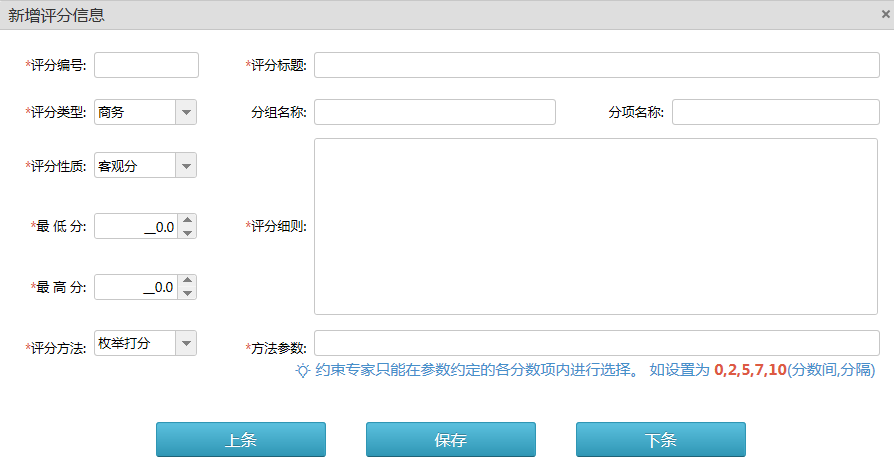 新增评分信息 ×
*评分编号: *评分标题:
*评分类型: 商务 分组名称: 分项名称:
*评分性质: 客观分
*最 低 分: __0.0 *评分细则:
*最 高 分: __0.0
*评分方法: 枚举打分 *方法参数:
约束专家只能在参数约定的各分数项内进行选择。 如设置为 0,2,5,7,10(分数间,分隔)
上条 保存 下条